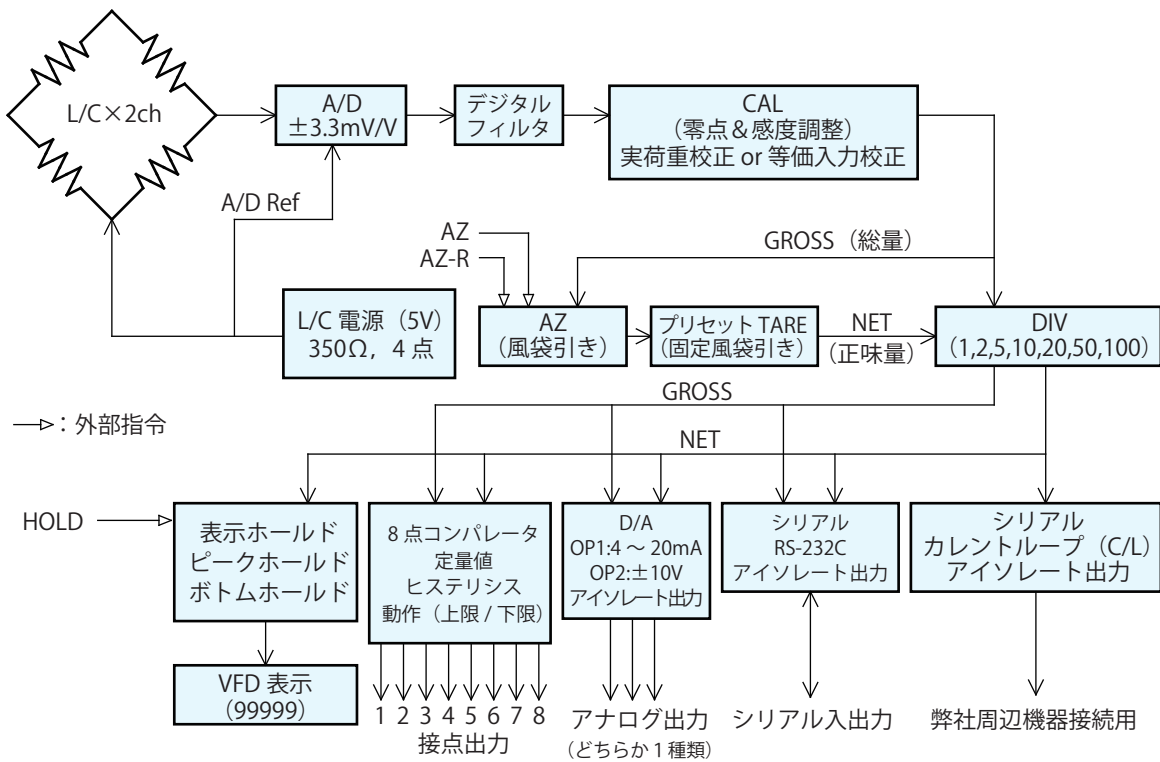 L/C×2ch
A/D
±3.3mV/V
デジタル
フィルタ
CAL
(零点＆感度調整)
実荷重校正 or 等価入力校正
A/D Ref
AZ
AZ-R
GROSS（総量）
L/C 電源（5V）
350Ω，4 点
AZ
(風袋引き)
プリセット TARE
(固定風袋引き)
NET
(正味量)
DIV
(1,2,5,10,20,50,100)
GROSS
：外部指令
NET
HOLD
表示ホールド
ピークホールド
ボトムホールド
8 点コンパレータ
定量値
ヒステリシス
動作（上限 / 下限）
D/A
OP1:4 ～ 20mA
OP2:±10V
アイソレート出力
シリアル
RS-232C
アイソレート出力
シリアル
カレントループ（C/L）
アイソレート出力
VFD 表示
(99999)
1 2 3 4 5 6 7 8
接点出力
アナログ出力
（どちらか 1 種類）
シリアル入出力
弊社周辺機器接続用